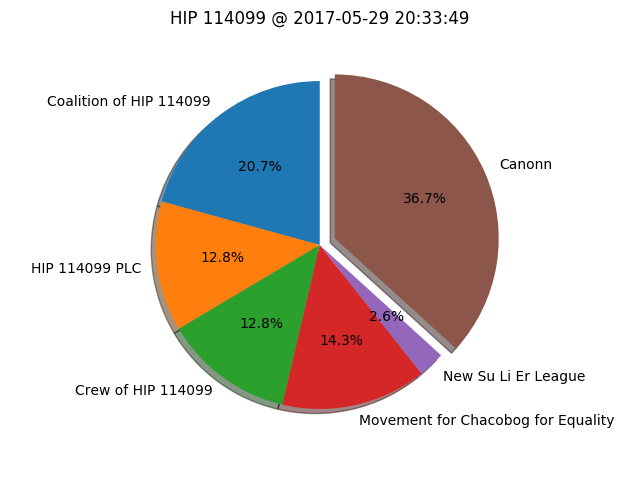 HIP 114099 @ 2017-05-29 20:33:49
Coalition of HIP 114099
20.7%
Canonn
36.7%
HIP 114099 PLC
12.8%
Crew of HIP 114099
12.8%
14.3%
Movement for Chacobog for Equality
2.6%
New Su Li Er League